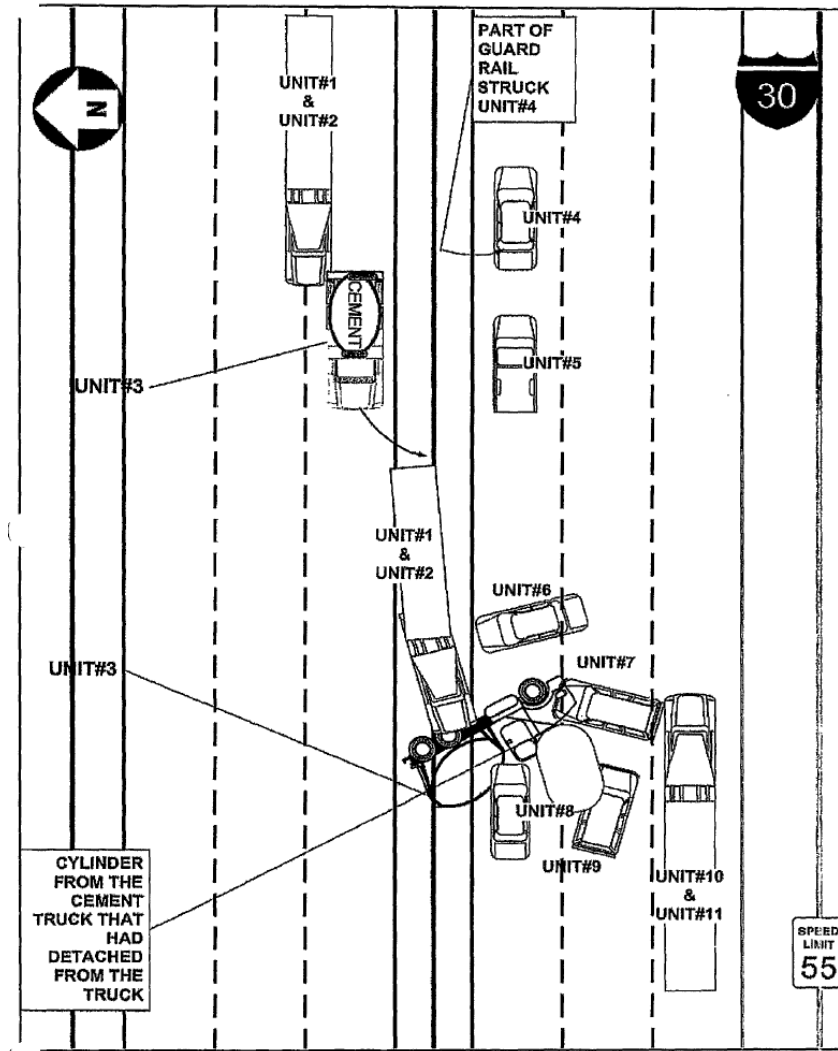 PART OF
GUARD
RAIL
STRUCK
UNIT#4
UNIT#1
&
UNIT#2
N
30
UNIT#4
CEMENT
UNIT#5
UNIT#3
UNIT#1
&
UNIT#2
UNIT#6
UNIT#3
UNIT#7
UNIT#8
UNIT#9
CYLINDER
FROM THE
CEMENT
TRUCK THAT
HAD
DETACHED
FROM THE
TRUCK
UNIT#10
&
UNIT#11
SPEED
LIMIT
55